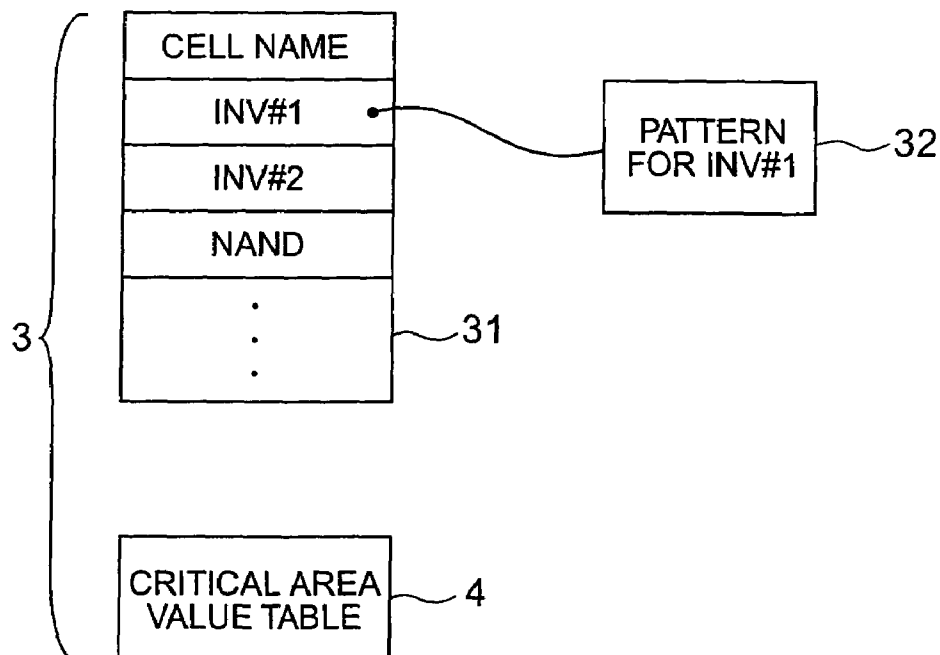 CELL NAME
INV#1
INV#2
NAND
31
3
PATTERN
FOR INV#1
32
CRITICAL AREA
VALUE TABLE
4